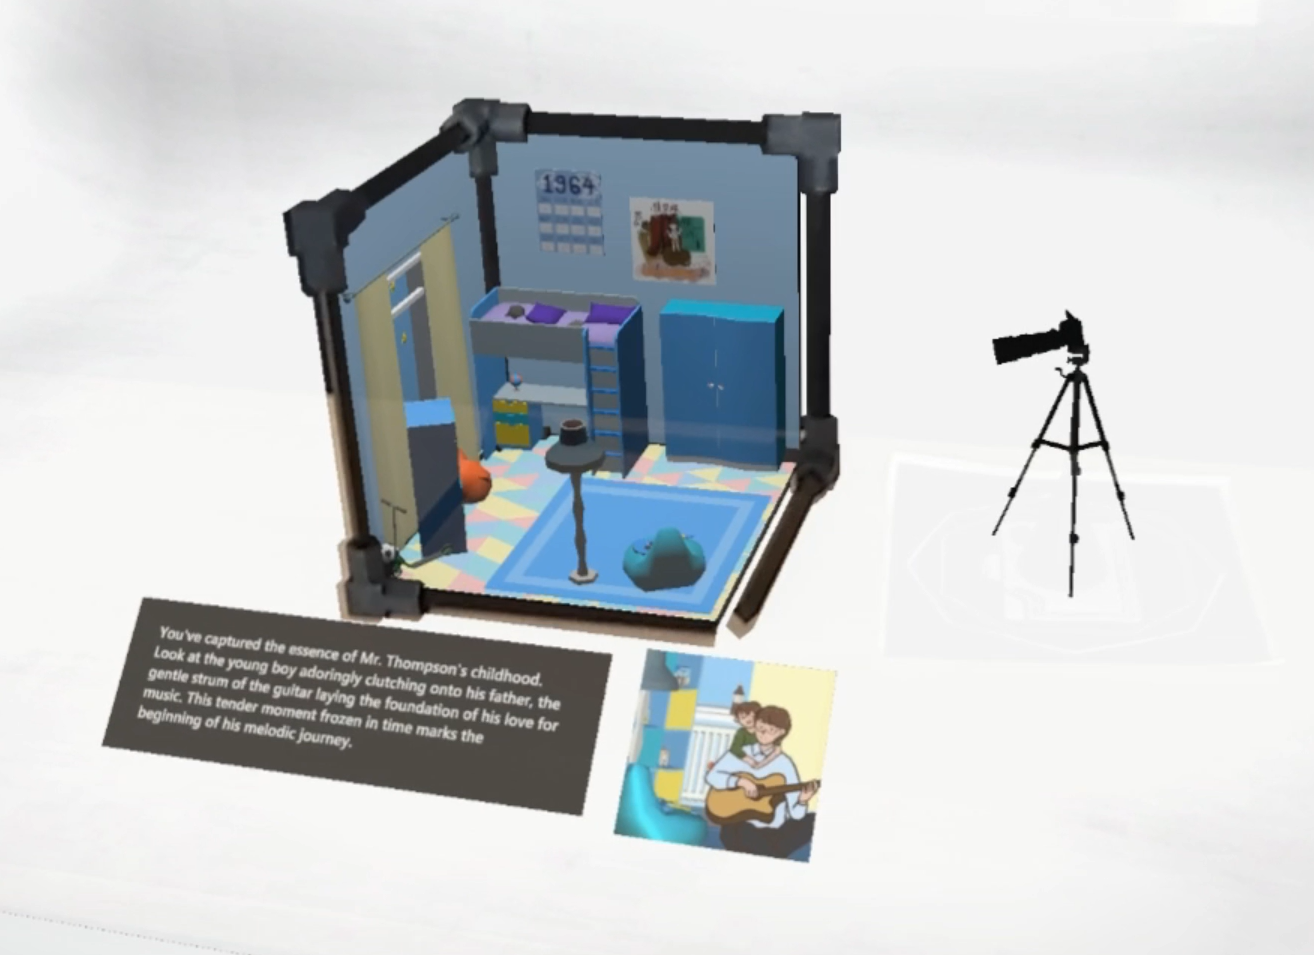 1964
You've captured the essence of Mr. Thompson's childhood.
Look at the young boy adoringly clutching onto his father, the
gentle strum of the guitar laying the foundation of his love for
music. This tender moment frozen in time marks the
beginning of his melodic journey.